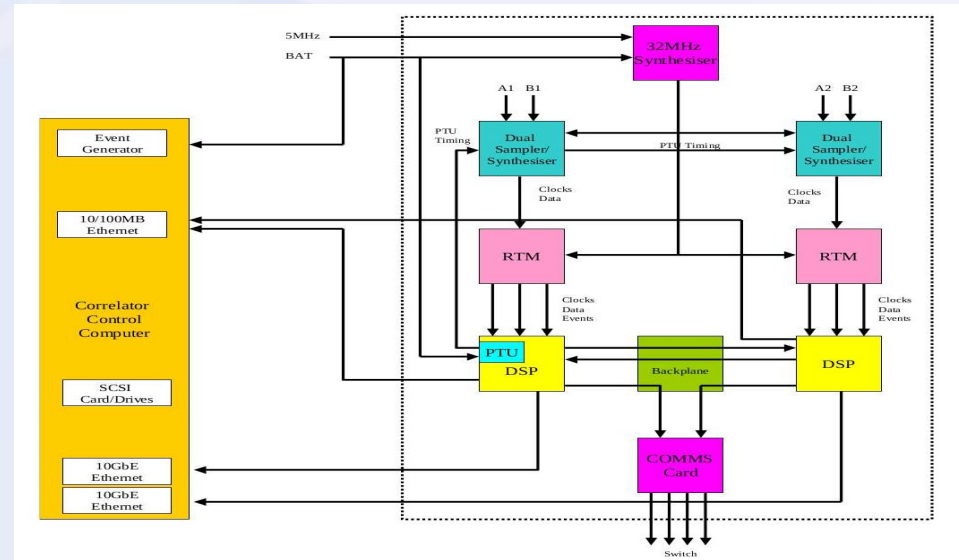 5MHz
BAT
32MHz
Synthesiser
A1 B1
A2 B2
Event
Generator
PTU
Timing
Dual
Sampler/
Synthesiser
PTU Timing
Dual
Sampler/
Synthesiser
Clocks
Data
Clocks
Data
10/100MB
Ethernet
RTM
RTM
Correlator
Control
Computer
Clocks
Data
Events
Clocks
Data
Events
PTU
DSP
Backplane
DSP
SCSI
Card/Drives
COMMS
Card
10GbE
Ethernet
10GbE
Ethernet
Switch